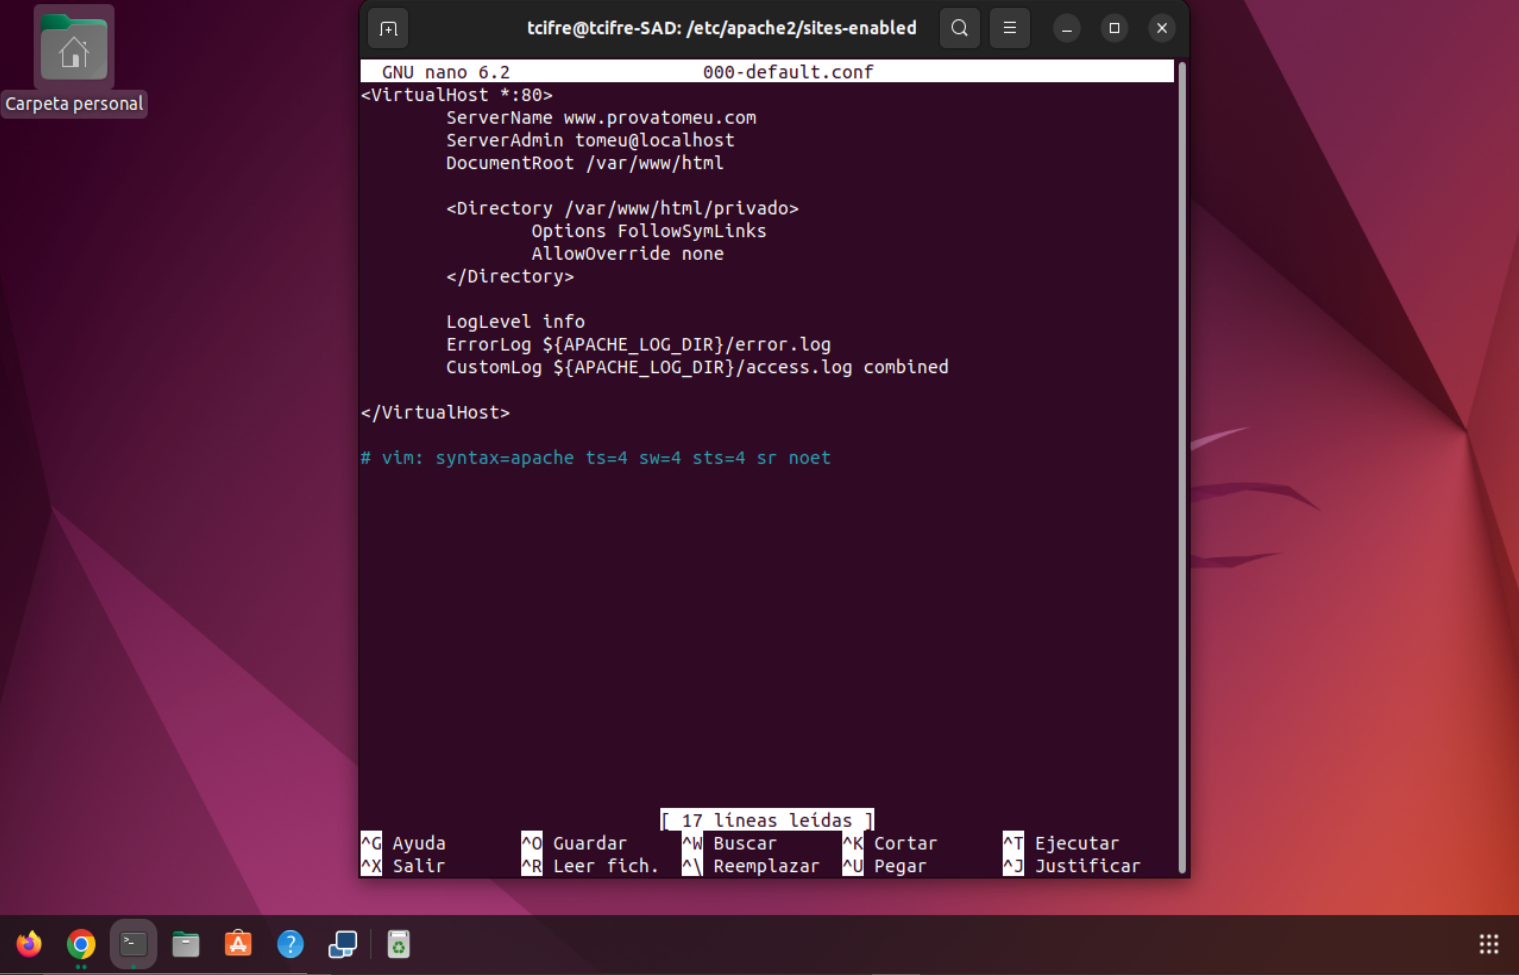 Carpeta personal
tcifre@tcifre-SAD: /etc/apache2/sites-enabled
GNU nano 6.2 000-default.conf
<VirtualHost *:80>
ServerName www.provatomeu.com
ServerAdmin tomeu@localhost
DocumentRoot /var/www/html
<Directory /var/www/html/privado>
Options FollowSymLinks
AllowOverride none
</Directory>
LogLevel info
ErrorLog ${APACHE_LOG_DIR}/error.log
CustomLog ${APACHE_LOG_DIR}/access.log combined
</VirtualHost>
# vim: syntax=apache ts=4 sw=4 sts=4 sr noet
[ 17 líneas leídas ]
^G Ayuda ^O Guardar ^W Buscar ^K Cortar ^T Ejecutar
^X Salir ^R Leer fich. ^\ Reemplazar ^U Pegar ^J Justificar